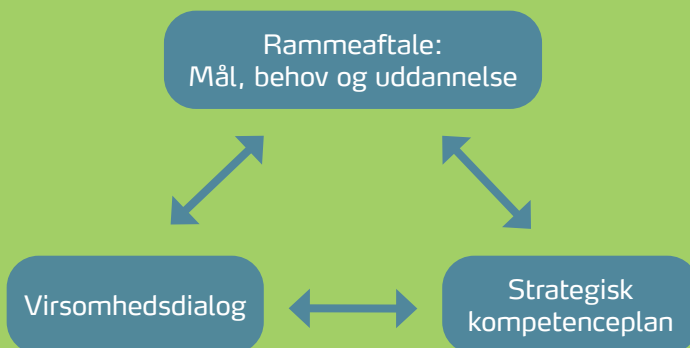 Rammeaftale:
Mål, behov og uddannelse
Virsomhedsdialog
Strategisk
kompetenceplan